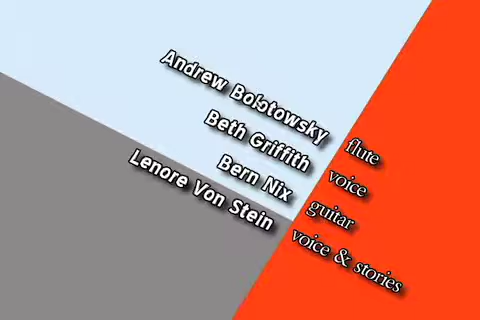 Andrew Bolotowsky flute
Beth Griffith voice
Bern Nix guitar
Lenore Von Stein voice & stories